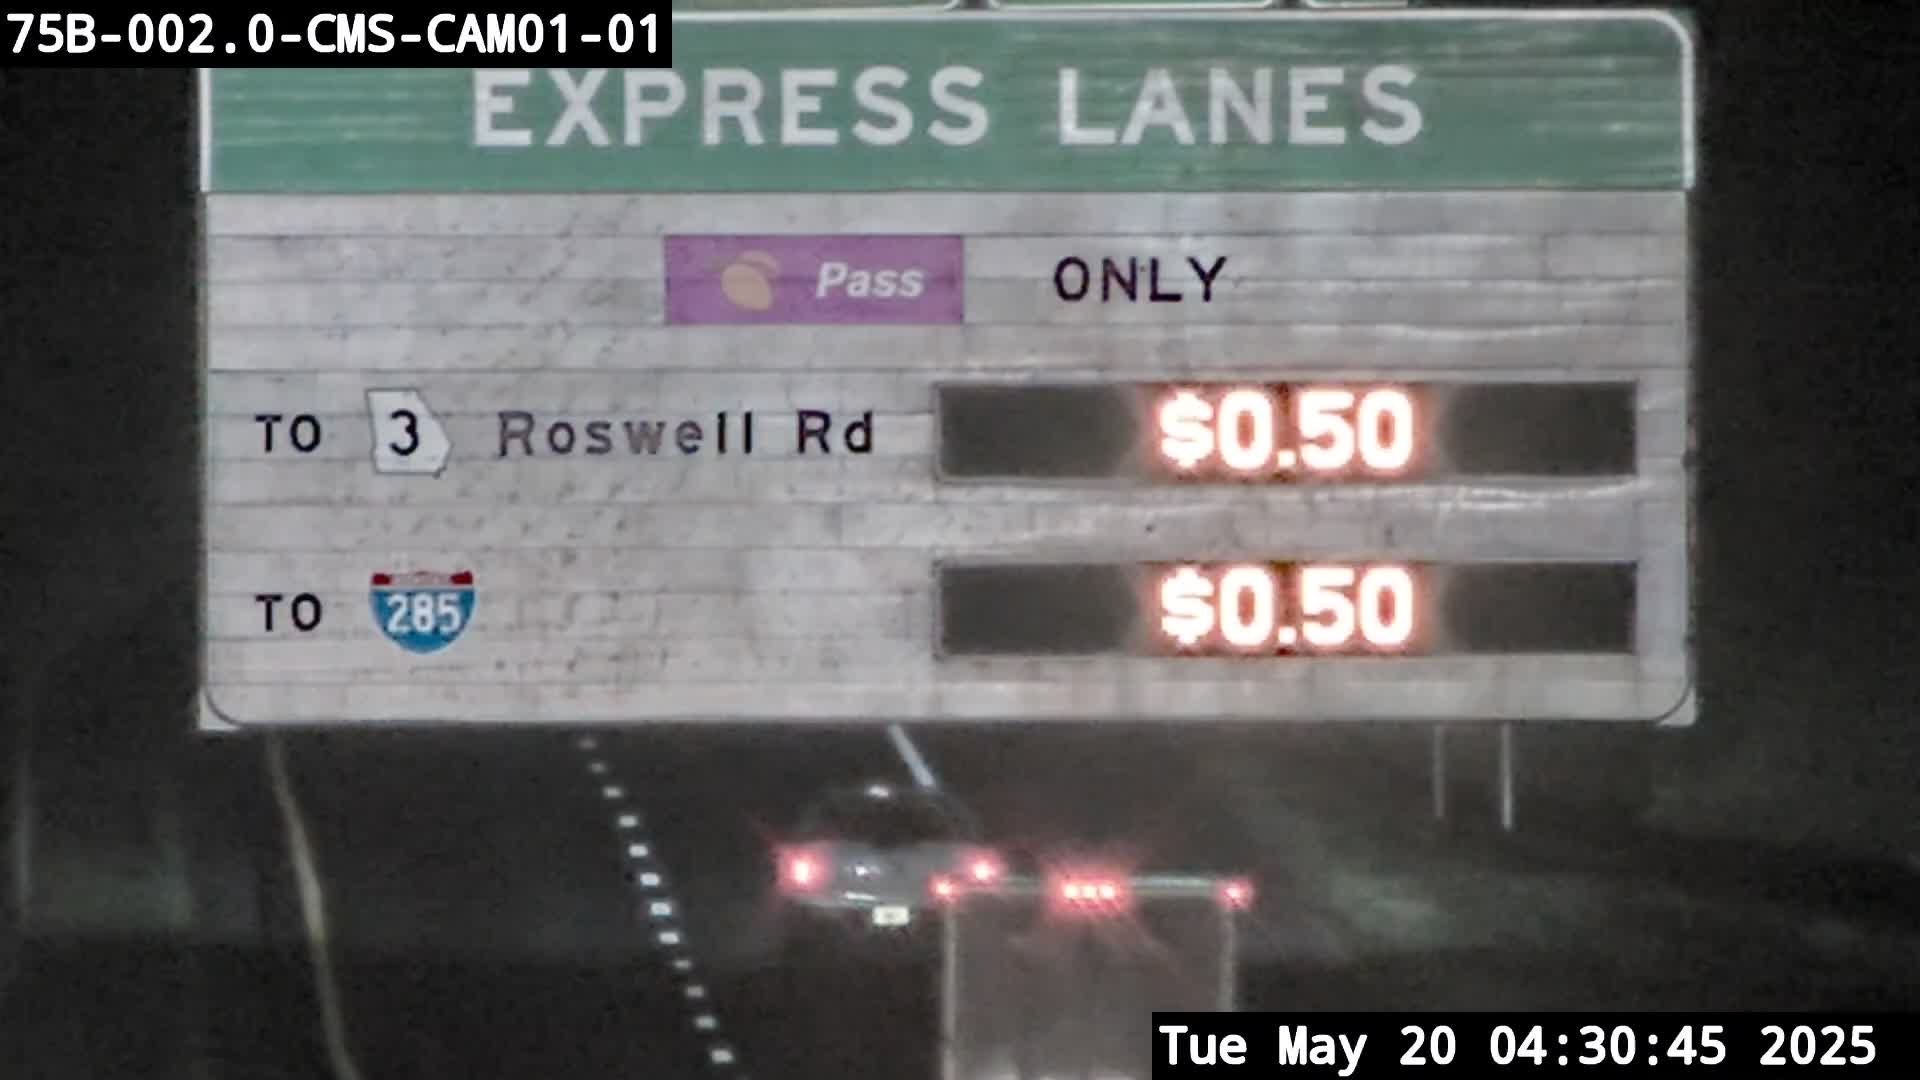 75B-002.0-CMS-CAM01-01
EXPRESS LANES
Pass ONLY
TO 3 Roswell Rd $0.50
TO 285 $0.50
Tue May 20 04:30:45 2025